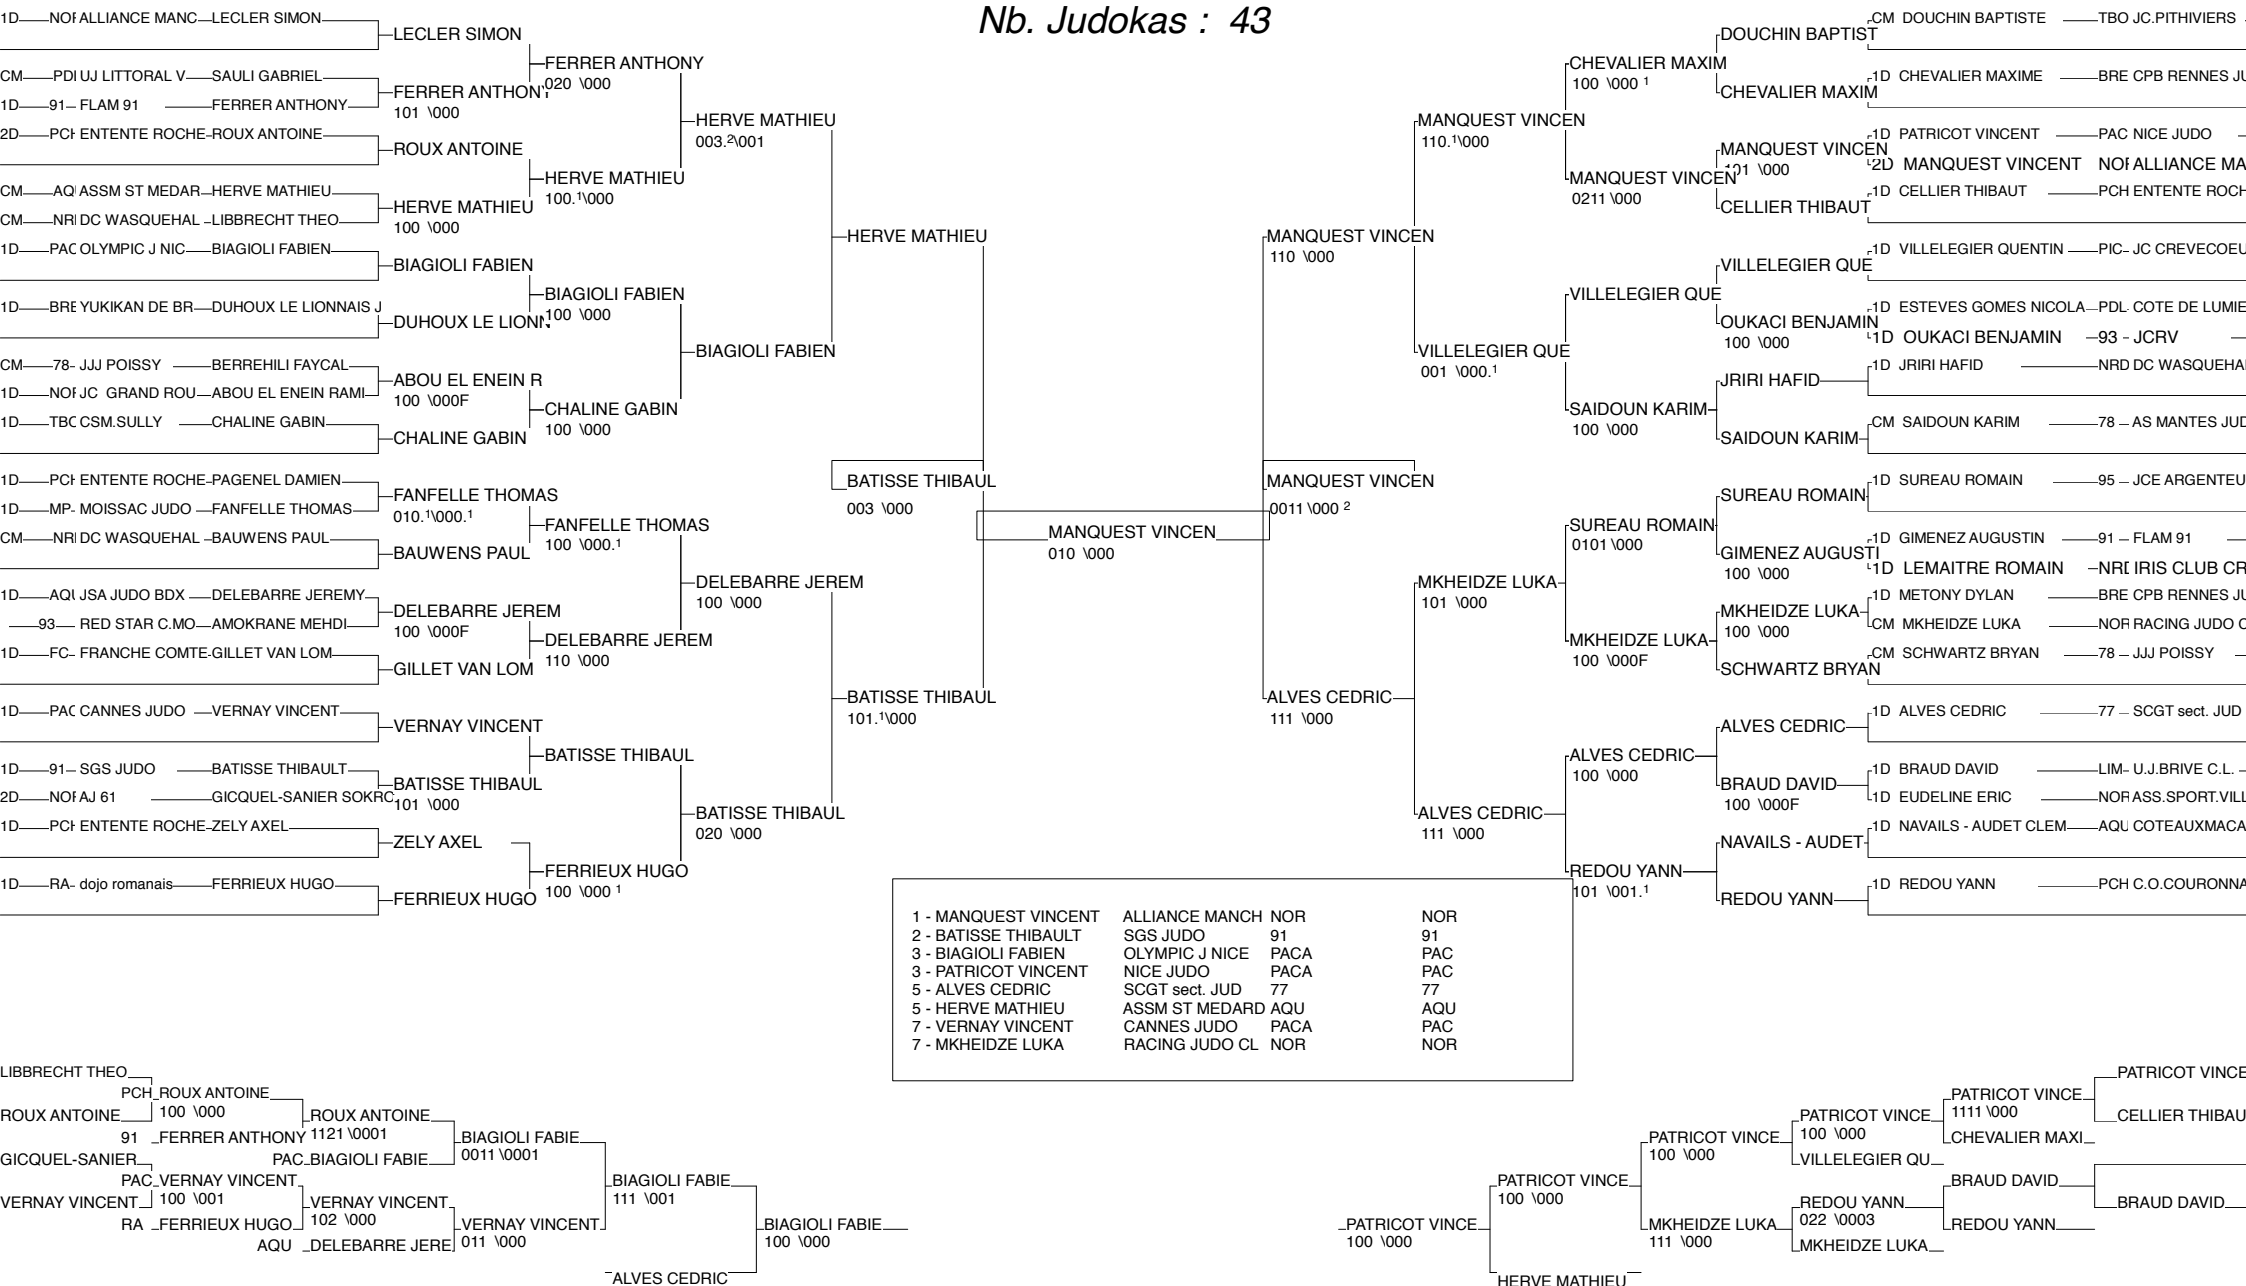 Nb. Judokas : 43
1D NOF ALLIANCE MANC LECLER SIMON
CM PDL UJ LITTORAL V SAULI GABRIEL
1D 91 FLAM 91 FERRER ANTHONY
2D PCH ENTENTE ROCHE ROUX ANTOINE
CM AQ ASSM ST MEDAR HERVE MATHIEU
CM NRI DC WASQUEHAL LIBBRECHT THEO
1D PAC OLYMPIC J NIC BIAGIOLI FABIEN
1D BRE YUKIKAN DE BR DUHOUX LE LIONNAIS J
CM 78 JJJ POISSY BERREHILI FAYCAL
1D NOF JC GRAND ROU ABOU EL ENEIN RAMI
1D TBO CSM.SULLY CHALINE GABIN
1D PCH ENTENTE ROCHE PAGENEL DAMIEN
1D MP MOISSAC JUDO FANFELLE THOMAS
CM NRI DC WASQUEHAL BAUWENS PAUL
1D AQU JSA JUDO BDX DELEBARRE JEREMY
93 RED STAR C.MO AMOKRANE MEHDI
1D FC FRANCHE COMTE GILLET VAN LOM
1D PAC CANNES JUDO VERNAY VINCENT
1D 91 SGS JUDO BATISSE THIBAULT
2D NOF AJ 61 GICQUEL-SANIER SOKRC
1D PCH ENTENTE ROCHE ZELY AXEL
1D RA dojo romanais FERRIEUX HUGO
LECLER SIMON
FERRER ANTHONY
101 \000
ROUX ANTOINE
HERVE MATHIEU
100 \000
BIAGIOLI FABIEN
DUHOUX LE LIONN
ABOU EL ENEIN R
100 \000F
CHALINE GABIN
FANFELLE THOMAS
010.1\000.1
BAUWENS PAUL
DELEBARRE JEREM
100 \000F
GILLET VAN LOM
VERNAY VINCENT
BATISSE THIBAUL
101 \000
ZELY AXEL
FERRIEUX HUGO
FERRER ANTHONY
020 \000
HERVE MATHIEU
100.1\000
BIAGIOLI FABIEN
100 \000
CHALINE GABIN
100 \000
FANFELLE THOMAS
100 \000.1
DELEBARRE JEREM
110 \000
BATISSE THIBAUL
FERRIEUX HUGO
100 \000 1
HERVE MATHIEU
003.2\001
BIAGIOLI FABIEN
DELEBARRE JEREM
100 \000
BATISSE THIBAUL
020 \000
HERVE MATHIEU
BATISSE THIBAUL
003 \000
BATISSE THIBAUL
101.1\000
MANQUEST VINCEN
010 \000
MANQUEST VINCEN
110 \000
MANQUEST VINCEN
0011 \000 2
ALVES CEDRIC
111 \000
MANQUEST VINCEN
110.1\000
VILLELEGIER QUE
001 \000.1
MKHEIDZE LUKA
101 \000
ALVES CEDRIC
111 \000
CHEVALIER MAXIM
100 \000 1
MANQUEST VINCEN
0211 \000
VILLELEGIER QUE
SAIDOUN KARIM
100 \000
SUREAU ROMAIN
0101 \000
MKHEIDZE LUKA
100 \000F
ALVES CEDRIC
100 \000
REDOU YANN
101 \001.1
DOUCHIN BAPTIST
CHEVALIER MAXIM
MANQUEST VINCEN
101 \000
CELLIER THIBAUT
VILLELEGIER QUE
OUKACI BENJAMIN
100 \000
JRIRI HAFID
SAIDOUN KARIM
SUREAU ROMAIN
GIMENEZ AUGUSTI
100 \000
MKHEIDZE LUKA
100 \000
SCHWARTZ BRYAN
ALVES CEDRIC
BRAUD DAVID
100 \000F
NAVAILS - AUDET
REDOU YANN
CM DOUCHIN BAPTISTE TBO JC.PITHIVIERS
1D CHEVALIER MAXIME BRE CPB RENNES JU
1D PATRICOT VINCENT PAC NICE JUDO
2D MANQUEST VINCENT NOF ALLIANCE MA
1D CELLIER THIBAUT PCH ENTENTE ROCH
1D VILLELEGIER QUENTIN PIC JC CREVECOEU
1D ESTEVES GOMES NICOLA PDL COTE DE LUMIE
1D OUKACI BENJAMIN 93 - JCRV
1D JRIRI HAFID NRD DC WASQUEHAL
CM SAIDOUN KARIM 78 AS MANTES JUD
1D SUREAU ROMAIN 95 JCE ARGENTEU
1D GIMENEZ AUGUSTIN 91 FLAM 91
1D LEMAITRE ROMAIN NRD IRIS CLUB CR
1D METONY DYLAN BRE CPB RENNES JU
CM MKHEIDZE LUKA NOR RACING JUDO C
CM SCHWARTZ BRYAN 78 JJJ POISSY
1D ALVES CEDRIC 77 SCGT sect. JUD
1D BRAUD DAVID LIM U.J.BRIVE C.L.
1D EUDELINE ERIC NOR ASS.SPORT.VILL
1D NAVAILS - AUDET CLEM AQU COTEAUXMACA
1D REDOU YANN PCH C.O.COURONNA
1 - MANQUEST VINCENT ALLIANCE MANCH NOR NOR
2 - BATISSE THIBAULT SGS JUDO 91 91
3 - BIAGIOLI FABIEN OLYMPIC J NICE PACA PAC
3 - PATRICOT VINCENT NICE JUDO PACA PAC
5 - ALVES CEDRIC SCGT sect. JUD 77 77
5 - HERVE MATHIEU ASSM ST MEDARD AQU AQU
7 - VERNAY VINCENT CANNES JUDO PACA PAC
7 - MKHEIDZE LUKA RACING JUDO CL NOR NOR
LIBBRECHT THEO
ROUX ANTOINE
GICQUEL-SANIER
VERNAY VINCENT
PCH ROUX ANTOINE
100 \000
91 FERRER ANTHONY
PAC VERNAY VINCENT
100 \001
RA FERRIEUX HUGO
ROUX ANTOINE
1121 \0001
PAC BIAGIOLI FABIE
VERNAY VINCENT
102 \000
AQU DELEBARRE JERE
BIAGIOLI FABIE
0011 \0001
VERNAY VINCENT
011 \000
BIAGIOLI FABIE
111 \001
ALVES CEDRIC
BIAGIOLI FABIE
100 \000
PATRICOT VINCE
100 \000
PATRICOT VINCE
100 \000
HERVE MATHIEU
PATRICOT VINCE
100 \000
MKHEIDZE LUKA
111 \000
PATRICOT VINCE
100 \000
VILLELEGIER QU
REDOU YANN
022 \0003
MKHEIDZE LUKA
PATRICOT VINCE
1111 \000
CHEVALIER MAXI
BRAUD DAVID
REDOU YANN
PATRICOT VINCE
CELLIER THIBAU
BRAUD DAVID